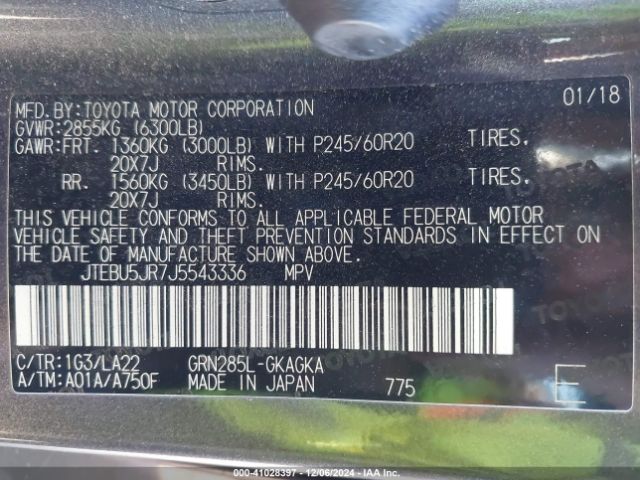 MFD. BY:TOYOTA MOTOR CORPORATION 01/18
GVWR:2855KG (6300LB)
GAWR:FRT. 1360KG (3000LB) WITH P245/60R20 TIRES,
20X7J RIMS.
RR. 1560KG (3450LB) WITH P245/60R20 TIRES,
20X7J RIMS.
THIS VEHICLE CONFORMS TO ALL APPLICABLE FEDERAL MOTOR
VEHICLE SAFETY AND THEFT PREVENTION STANDARDS IN EFFECT ON
THE DATE OF MANUFACTURE SHOWN ABOVE.
JTEBU5JR7J5543336 MPV
C/TR:1G3/LA22 GRN285L-GKAGKA
A/TM:A01A/A750F MADE IN JAPAN 775 E
000-41028397 - 12/06/2024 - IAA Inc.